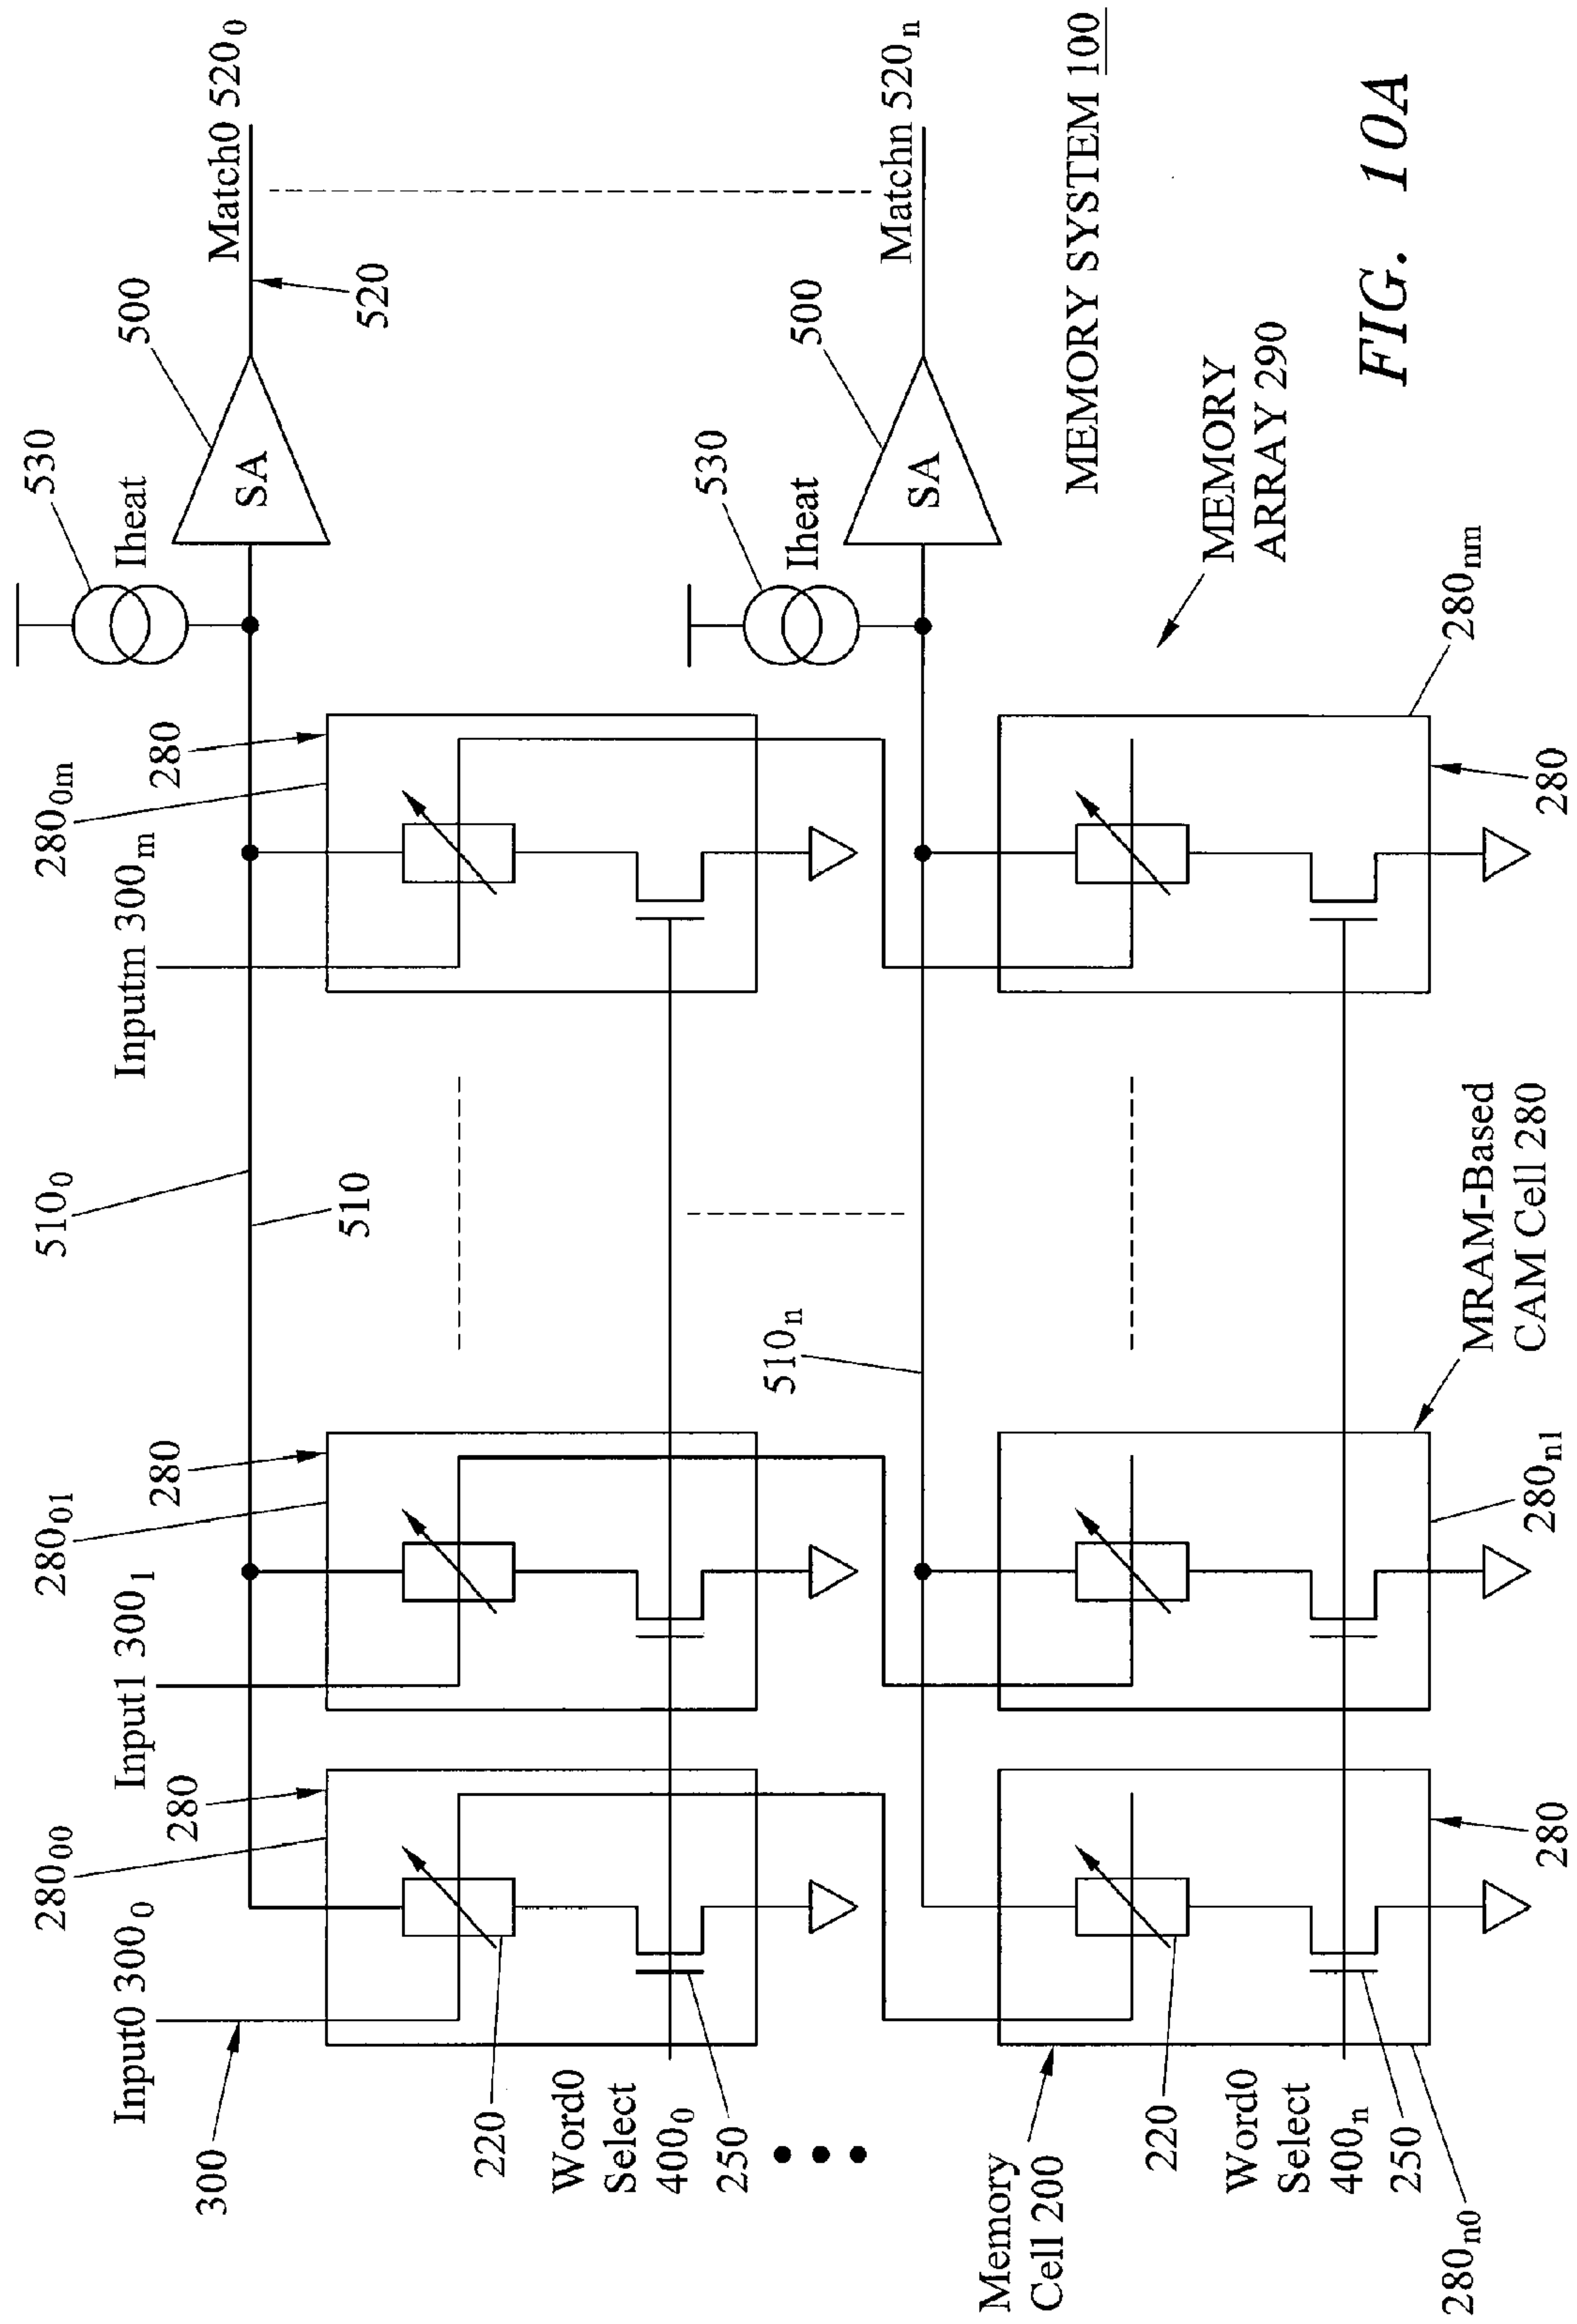 Input0 300₀
Input1 300₁
Inputm 300ₘ
300
280₀₀
280
280₀₁
280
510₀
510
280₀ₘ
280
530
Iheat
500
SA
Match0 520₀
520
220
Word0
Select
400₀
250
510ₙ
530
Iheat
500
SA
Matchn 520ₙ
Memory
Cell 200
220
Word0
Select
400ₙ
250
280ₙ₀
280
280ₙ₁
MRAM-Based
CAM Cell 280
280
280ₙₘ
MEMORY
ARRAY 290
MEMORY SYSTEM 100
FIG. 10A